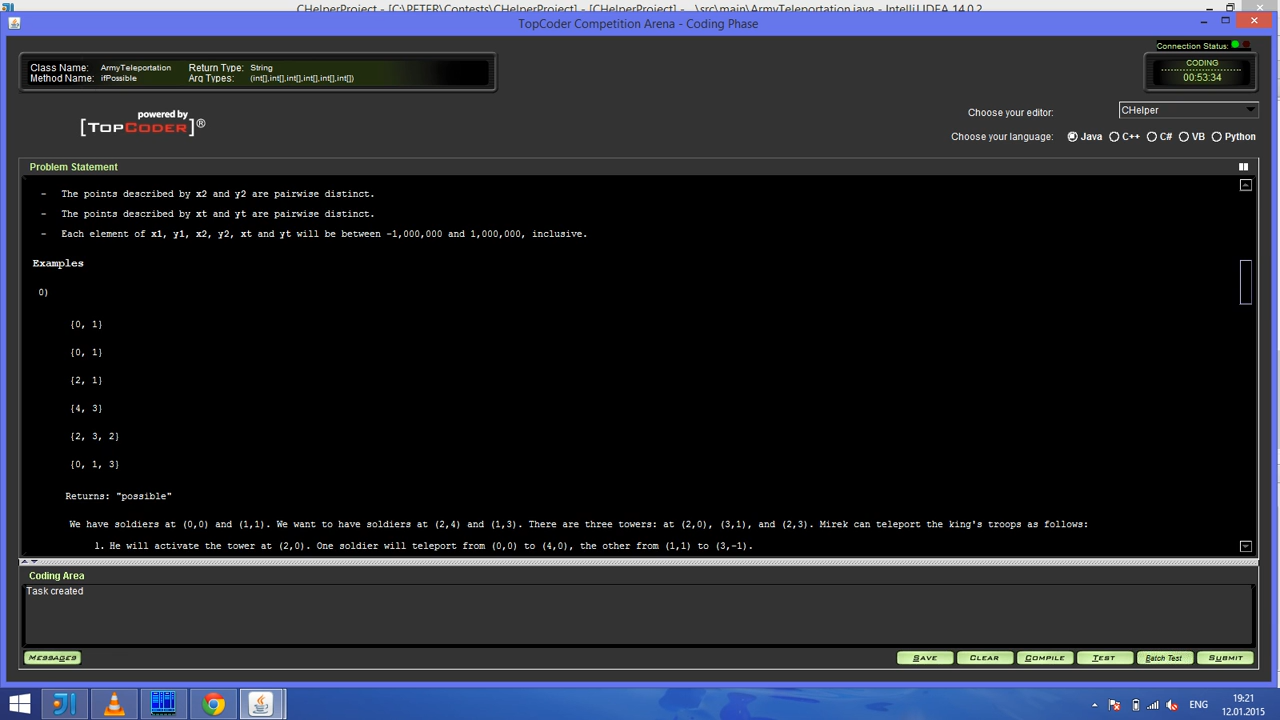 CHelperProject - [C:\PETER\Contests\CHelperProject] - [CHelperProject] - ...\src\main\ArmyTeleportation.java - IntelliJ IDEA 14.0.2
TopCoder Competition Arena - Coding Phase
Connection Status:
Class Name: ArmyTeleportation Return Type: String
Method Name: ifPossible Arg Types: (int[],int[],int[],int[],int[],int[])
CODING
00:53:34
powered by
[TOPCODER]®
Choose your editor: CHelper
Choose your language: Java C++ C# VB Python
Problem Statement
- The points described by x2 and y2 are pairwise distinct.
- The points described by xt and yt are pairwise distinct.
- Each element of x1, y1, x2, y2, xt and yt will be between -1,000,000 and 1,000,000, inclusive.
Examples
0)
{0, 1}
{0, 1}
{2, 1}
{4, 3}
{2, 3, 2}
{0, 1, 3}
Returns: "possible"
We have soldiers at (0,0) and (1,1). We want to have soldiers at (2,4) and (1,3). There are three towers: at (2,0), (3,1), and (2,3). Mirek can teleport the king's troops as follows:
1. He will activate the tower at (2,0). One soldier will teleport from (0,0) to (4,0), the other from (1,1) to (3,-1).
Coding Area
Task created
MESSAGES SAVE CLEAR COMPILE TEST Batch Test SUBMIT
ENG
19:21
12.01.2015